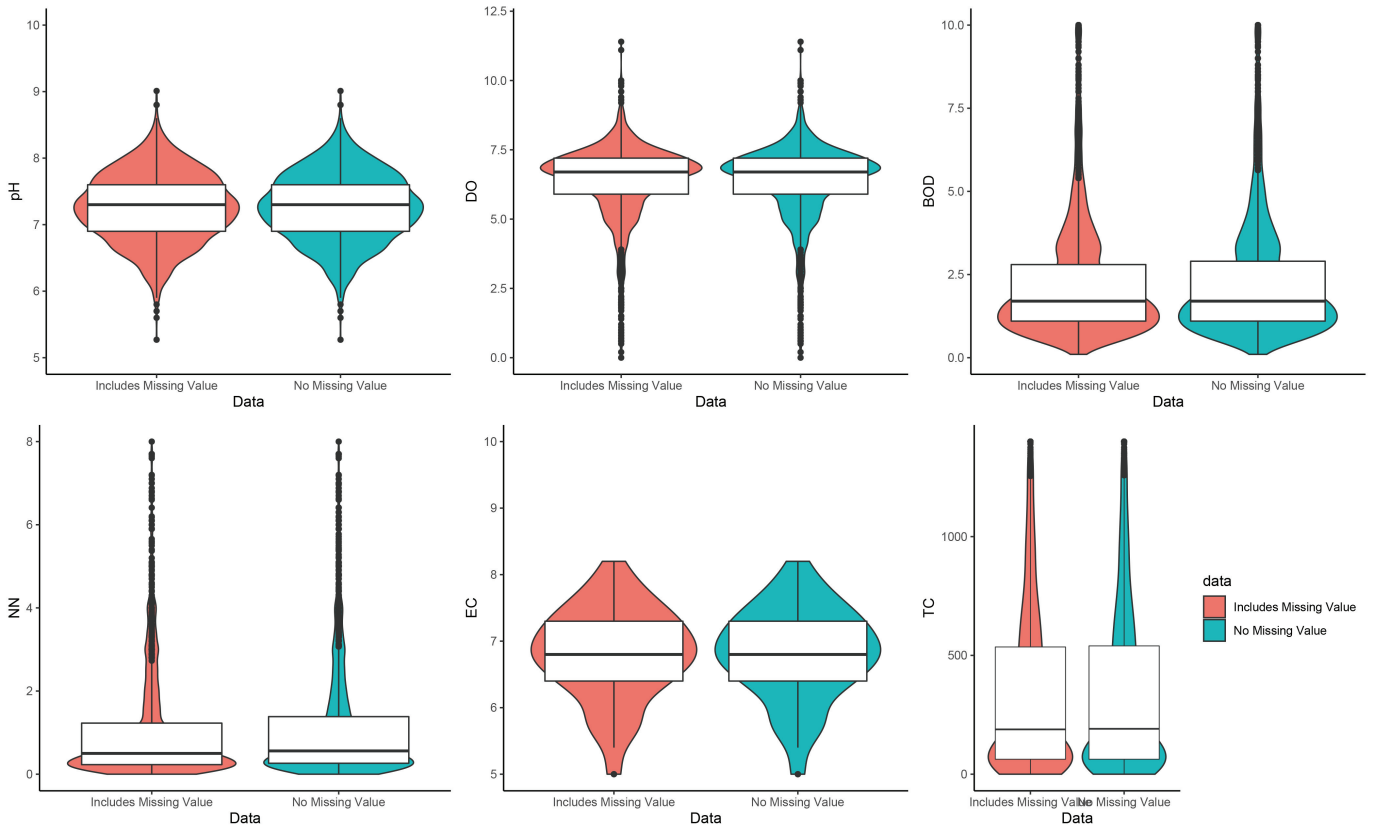 pH
10
9
8
7
6
5
Includes Missing Value
No Missing Value
Data
DO
12.5
10.0
7.5
5.0
2.5
0.0
Includes Missing Value
No Missing Value
Data
BOD
10.0
7.5
5.0
2.5
0.0
Includes Missing Value
No Missing Value
Data
NN
8
6
4
2
0
Includes Missing Value
No Missing Value
Data
EC
10
9
8
7
6
5
Includes Missing Value
No Missing Value
Data
TC
1000
500
0
Includes Missing Value
No Missing Value
Data
data
Includes Missing Value
No Missing Value